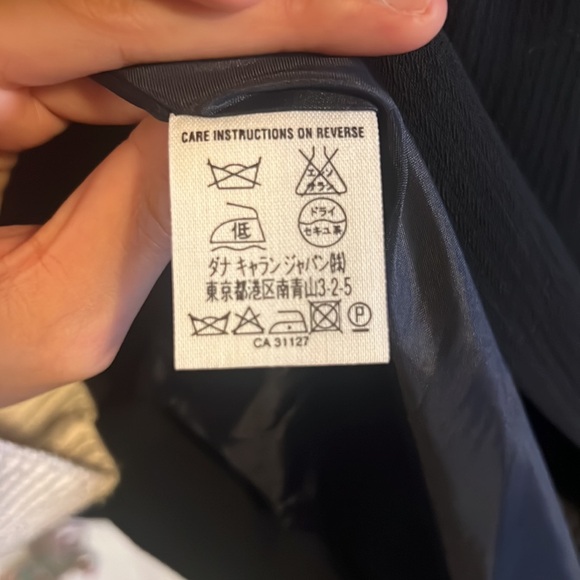 CARE INSTRUCTIONS ON REVERSE
エンソ
サラシ
低
ドライ
セキユ系
ダナ キャラン ジャパン㈱
東京都港区南青山3-2-5
P
CA 31127